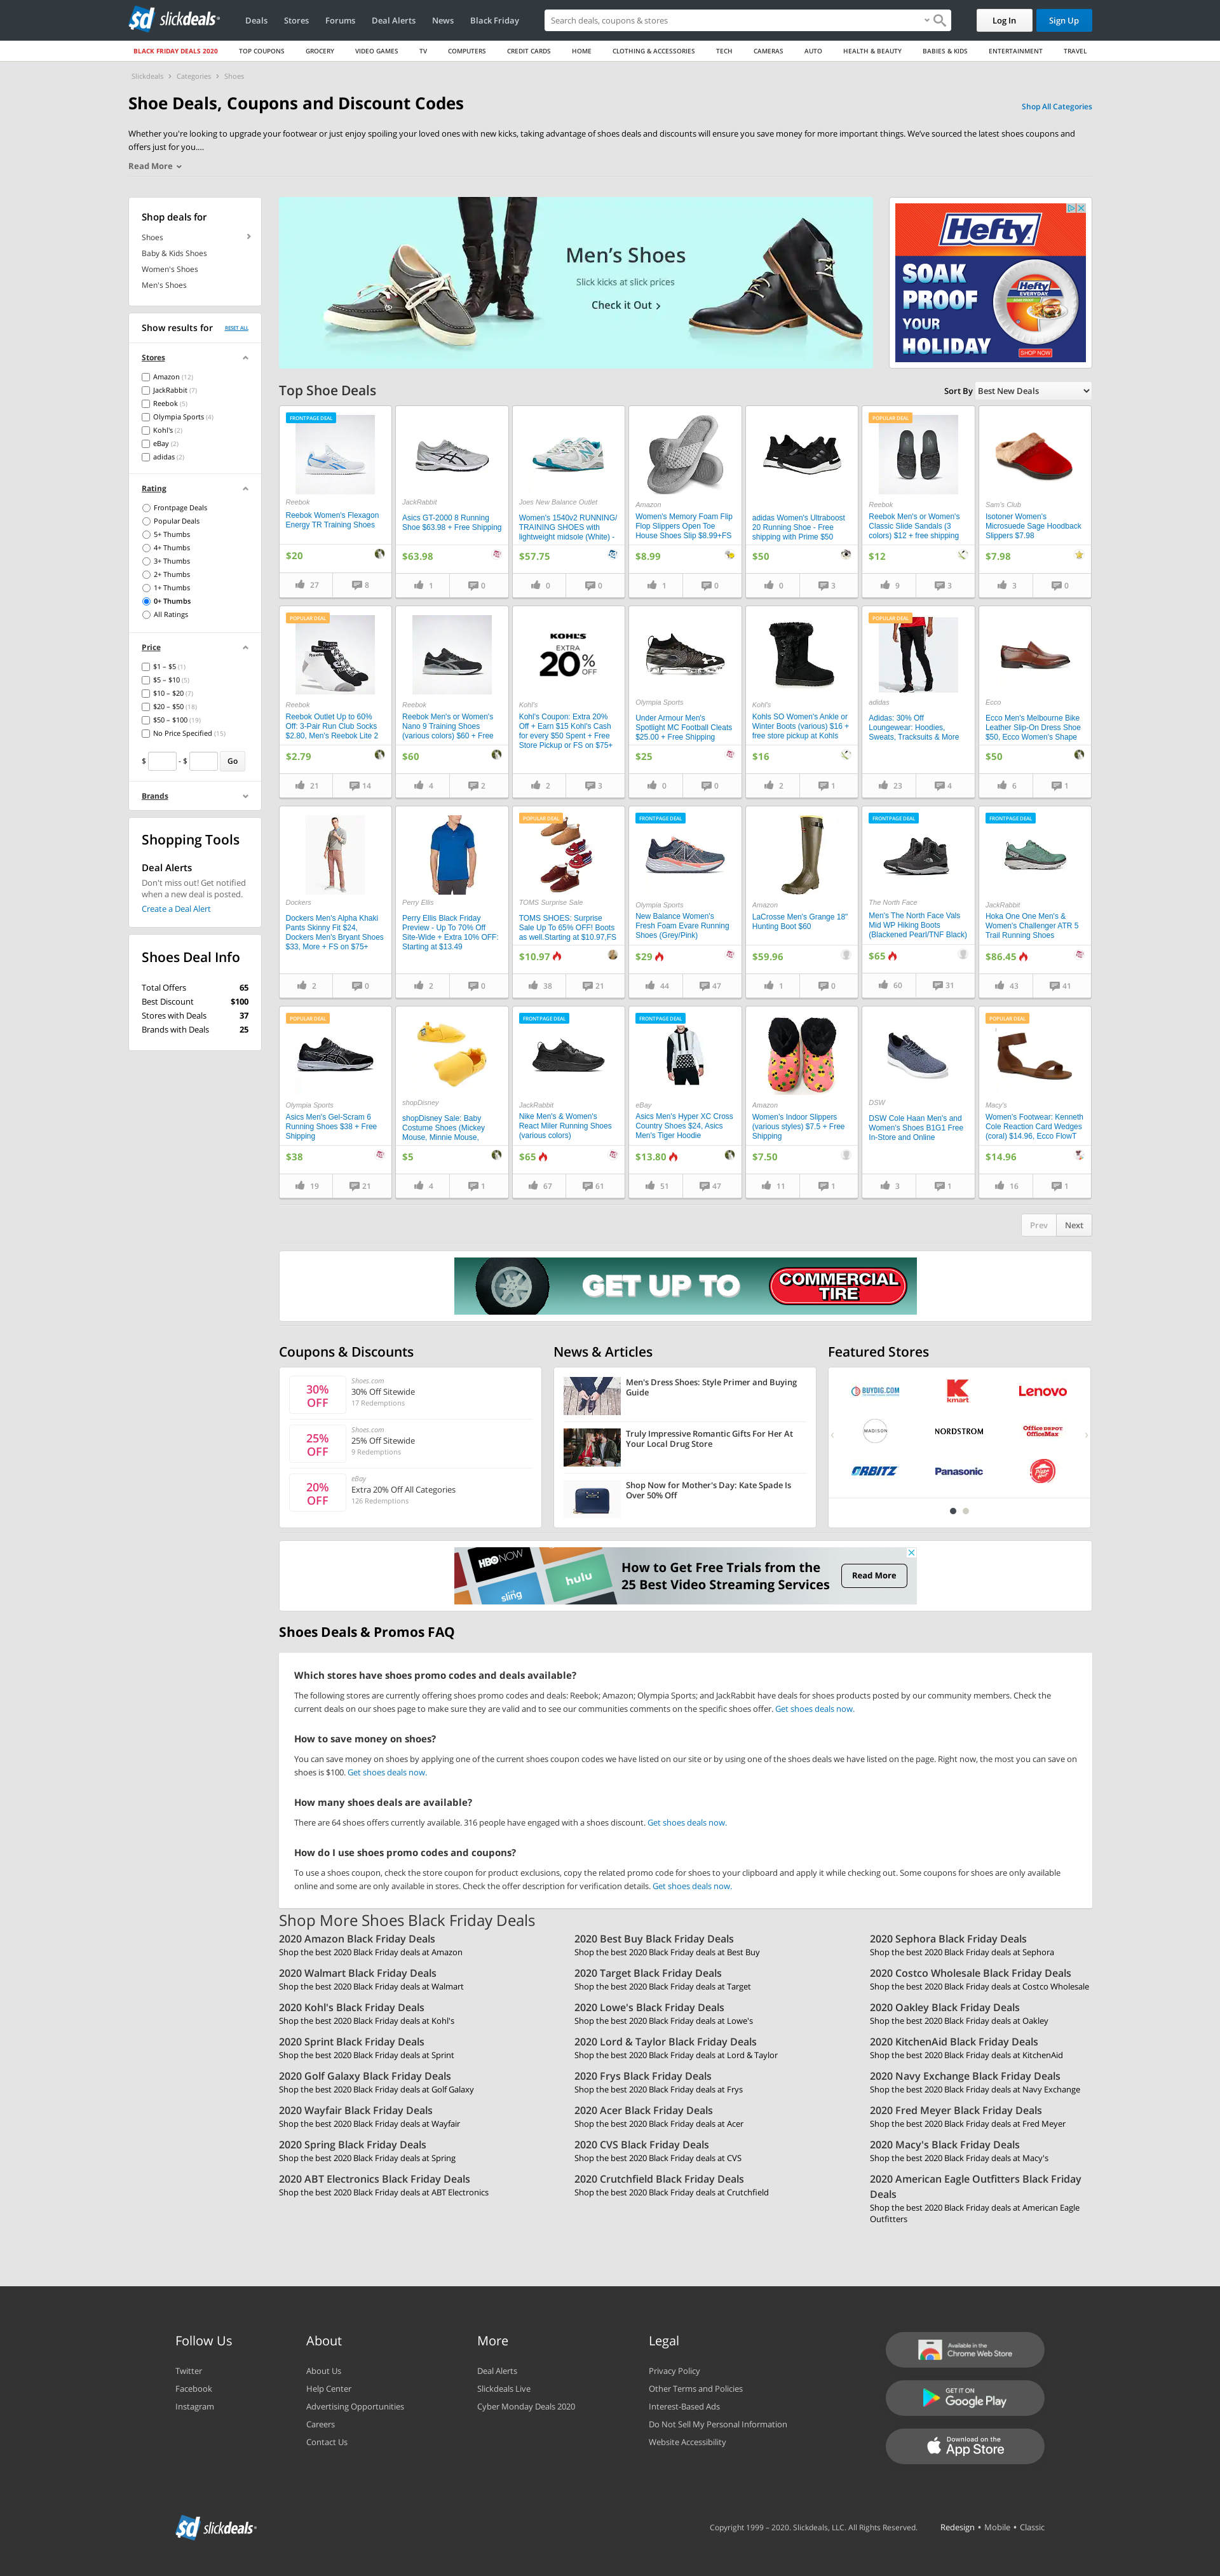 slickdeals
Deals Stores Forums Deal Alerts News Black Friday
Search deals, coupons & stores
Log In Sign Up
BLACK FRIDAY DEALS 2020 TOP COUPONS GROCERY VIDEO GAMES TV COMPUTERS CREDIT CARDS HOME CLOTHING & ACCESSORIES TECH CAMERAS AUTO HEALTH & BEAUTY BABIES & KIDS ENTERTAINMENT TRAVEL
Slickdeals > Categories > Shoes
Shoe Deals, Coupons and Discount Codes
Shop All Categories
Whether you're looking to upgrade your footwear or just enjoy spoiling your loved ones with new kicks, taking advantage of shoes deals and discounts will ensure you save money for more important things. We've sourced the latest shoes coupons and
offers just for you....
Read More
Shop deals for
Shoes
Baby & Kids Shoes
Women's Shoes
Men's Shoes
Show results for RESET ALL
Stores
Amazon (12)
JackRabbit (7)
Reebok (5)
Olympia Sports (4)
Kohl's (2)
eBay (2)
adidas (2)
Rating
Frontpage Deals
Popular Deals
5+ Thumbs
4+ Thumbs
3+ Thumbs
2+ Thumbs
1+ Thumbs
0+ Thumbs
All Ratings
Price
$1 – $5 (1)
$5 – $10 (5)
$10 – $20 (7)
$20 – $50 (18)
$50 – $100 (19)
No Price Specified (15)
$ - $ Go
Brands
Shopping Tools
Deal Alerts
Don't miss out! Get notified
when a new deal is posted.
Create a Deal Alert
Shoes Deal Info
Total Offers 65
Best Discount $100
Stores with Deals 37
Brands with Deals 25
Men's Shoes
Slick kicks at slick prices
Check it Out
Hefty
SOAK
PROOF
YOUR
HOLIDAY
Hefty
EVERYDAY
SHOP NOW
Top Shoe Deals
Sort By Best New Deals
FRONTPAGE DEAL
Reebok
Reebok Women's Flexagon
Energy TR Training Shoes
$20
27 8
JackRabbit
Asics GT-2000 8 Running
Shoe $63.98 + Free Shipping
$63.98
1 0
Joes New Balance Outlet
Women's 1540v2 RUNNING/
TRAINING SHOES with
lightweight midsole (White) -
$57.75
0 0
Amazon
Women's Memory Foam Flip
Flop Slippers Open Toe
House Shoes Slip $8.99+FS
$8.99
1 0
adidas Women's Ultraboost
20 Running Shoe - Free
shipping with Prime $50
$50
0 3
POPULAR DEAL
Reebok
Reebok Men's or Women's
Classic Slide Sandals (3
colors) $12 + free shipping
$12
9 3
Sam's Club
Isotoner Women's
Microsuede Sage Hoodback
Slippers $7.98
$7.98
3 0
POPULAR DEAL
Reebok
Reebok Outlet Up to 60%
Off: 3-Pair Run Club Socks
$2.80, Men's Reebok Lite 2
$2.79
21 14
Reebok
Reebok Men's or Women's
Nano 9 Training Shoes
(various colors) $60 + Free
$60
4 2
KOHL'S
EXTRA
20% OFF
Kohl's
Kohl's Coupon: Extra 20%
Off + Earn $15 Kohl's Cash
for every $50 Spent + Free
Store Pickup or FS on $75+
2 3
Olympia Sports
Under Armour Men's
Spotlight MC Football Cleats
$25.00 + Free Shipping
$25
0 0
Kohl's
Kohls SO Women's Ankle or
Winter Boots (various) $16 +
free store pickup at Kohls
$16
2 1
POPULAR DEAL
adidas
Adidas: 30% Off
Loungewear: Hoodies,
Sweats, Tracksuits & More
23 4
Ecco
Ecco Men's Melbourne Bike
Leather Slip-On Dress Shoe
$50, Ecco Women's Shape
$50
6 1
Dockers
Dockers Men's Alpha Khaki
Pants Skinny Fit $24,
Dockers Men's Bryant Shoes
$33, More + FS on $75+
2 0
Perry Ellis
Perry Ellis Black Friday
Preview - Up To 70% Off
Site-Wide + Extra 10% OFF:
Starting at $13.49
2 0
POPULAR DEAL
TOMS Surprise Sale
TOMS SHOES: Surprise
Sale Up To 65% OFF! Boots
as well.Starting at $10.97,FS
$10.97
38 21
FRONTPAGE DEAL
Olympia Sports
New Balance Women's
Fresh Foam Evare Running
Shoes (Grey/Pink)
$29
44 47
Amazon
LaCrosse Men's Grange 18"
Hunting Boot $60
$59.96
1 0
FRONTPAGE DEAL
The North Face
Men's The North Face Vals
Mid WP Hiking Boots
(Blackened Pearl/TNF Black)
$65
60 31
FRONTPAGE DEAL
JackRabbit
Hoka One One Men's &
Women's Challenger ATR 5
Trail Running Shoes
$86.45
43 41
POPULAR DEAL
Olympia Sports
Asics Men's Gel-Scram 6
Running Shoes $38 + Free
Shipping
$38
19 21
shopDisney
shopDisney Sale: Baby
Costume Shoes (Mickey
Mouse, Minnie Mouse,
$5
4 1
FRONTPAGE DEAL
JackRabbit
Nike Men's & Women's
React Miler Running Shoes
(various colors)
$65
67 61
FRONTPAGE DEAL
eBay
Asics Men's Hyper XC Cross
Country Shoes $24, Asics
Men's Tiger Hoodie
$13.80
51 47
Amazon
Women's Indoor Slippers
(various styles) $7.5 + Free
Shipping
$7.50
11 1
DSW
DSW Cole Haan Men's and
Women's Shoes B1G1 Free
In-Store and Online
3 1
POPULAR DEAL
Macy's
Women's Footwear: Kenneth
Cole Reaction Card Wedges
(coral) $14.96, Ecco FlowT
$14.96
16 1
Prev Next
GET UP TO COMMERCIAL TIRE
Coupons & Discounts
30% OFF
Shoes.com
30% Off Sitewide
17 Redemptions
25% OFF
Shoes.com
25% Off Sitewide
9 Redemptions
20% OFF
eBay
Extra 20% Off All Categories
126 Redemptions
News & Articles
Men's Dress Shoes: Style Primer and Buying
Guide
Truly Impressive Romantic Gifts For Her At
Your Local Drug Store
Shop Now for Mother's Day: Kate Spade Is
Over 50% Off
Featured Stores
BUYDIG.COM kmart Lenovo
MADISON NORDSTROM Office DEPOT OfficeMax
ORBITZ Panasonic Pizza Hut
HBO NOW
sling
hulu
How to Get Free Trials from the
25 Best Video Streaming Services
Read More
Shoes Deals & Promos FAQ
Which stores have shoes promo codes and deals available?
The following stores are currently offering shoes promo codes and deals: Reebok; Amazon; Olympia Sports; and JackRabbit have deals for shoes products posted by our community members. Check the
current deals on our shoes page to make sure they are valid and to see our communities comments on the specific shoes offer. Get shoes deals now.
How to save money on shoes?
You can save money on shoes by applying one of the current shoes coupon codes we have listed on our site or by using one of the shoes deals we have listed on the page. Right now, the most you can save on
shoes is $100. Get shoes deals now.
How many shoes deals are available?
There are 64 shoes offers currently available. 316 people have engaged with a shoes discount. Get shoes deals now.
How do I use shoes promo codes and coupons?
To use a shoes coupon, check the store coupon for product exclusions, copy the related promo code for shoes to your clipboard and apply it while checking out. Some coupons for shoes are only available
online and some are only available in stores. Check the offer description for verification details. Get shoes deals now.
Shop More Shoes Black Friday Deals
2020 Amazon Black Friday Deals
Shop the best 2020 Black Friday deals at Amazon
2020 Best Buy Black Friday Deals
Shop the best 2020 Black Friday deals at Best Buy
2020 Sephora Black Friday Deals
Shop the best 2020 Black Friday deals at Sephora
2020 Walmart Black Friday Deals
Shop the best 2020 Black Friday deals at Walmart
2020 Target Black Friday Deals
Shop the best 2020 Black Friday deals at Target
2020 Costco Wholesale Black Friday Deals
Shop the best 2020 Black Friday deals at Costco Wholesale
2020 Kohl's Black Friday Deals
Shop the best 2020 Black Friday deals at Kohl's
2020 Lowe's Black Friday Deals
Shop the best 2020 Black Friday deals at Lowe's
2020 Oakley Black Friday Deals
Shop the best 2020 Black Friday deals at Oakley
2020 Sprint Black Friday Deals
Shop the best 2020 Black Friday deals at Sprint
2020 Lord & Taylor Black Friday Deals
Shop the best 2020 Black Friday deals at Lord & Taylor
2020 KitchenAid Black Friday Deals
Shop the best 2020 Black Friday deals at KitchenAid
2020 Golf Galaxy Black Friday Deals
Shop the best 2020 Black Friday deals at Golf Galaxy
2020 Frys Black Friday Deals
Shop the best 2020 Black Friday deals at Frys
2020 Navy Exchange Black Friday Deals
Shop the best 2020 Black Friday deals at Navy Exchange
2020 Wayfair Black Friday Deals
Shop the best 2020 Black Friday deals at Wayfair
2020 Acer Black Friday Deals
Shop the best 2020 Black Friday deals at Acer
2020 Fred Meyer Black Friday Deals
Shop the best 2020 Black Friday deals at Fred Meyer
2020 Spring Black Friday Deals
Shop the best 2020 Black Friday deals at Spring
2020 CVS Black Friday Deals
Shop the best 2020 Black Friday deals at CVS
2020 Macy's Black Friday Deals
Shop the best 2020 Black Friday deals at Macy's
2020 ABT Electronics Black Friday Deals
Shop the best 2020 Black Friday deals at ABT Electronics
2020 Crutchfield Black Friday Deals
Shop the best 2020 Black Friday deals at Crutchfield
2020 American Eagle Outfitters Black Friday
Deals
Shop the best 2020 Black Friday deals at American Eagle
Outfitters
Follow Us
Twitter
Facebook
Instagram
About
About Us
Help Center
Advertising Opportunities
Careers
Contact Us
More
Deal Alerts
Slickdeals Live
Cyber Monday Deals 2020
Legal
Privacy Policy
Other Terms and Policies
Interest-Based Ads
Do Not Sell My Personal Information
Website Accessibility
Available in the
Chrome Web Store
GET IT ON
Google Play
Download on the
App Store
slickdeals
Copyright 1999 – 2020. Slickdeals, LLC. All Rights Reserved. Redesign • Mobile • Classic